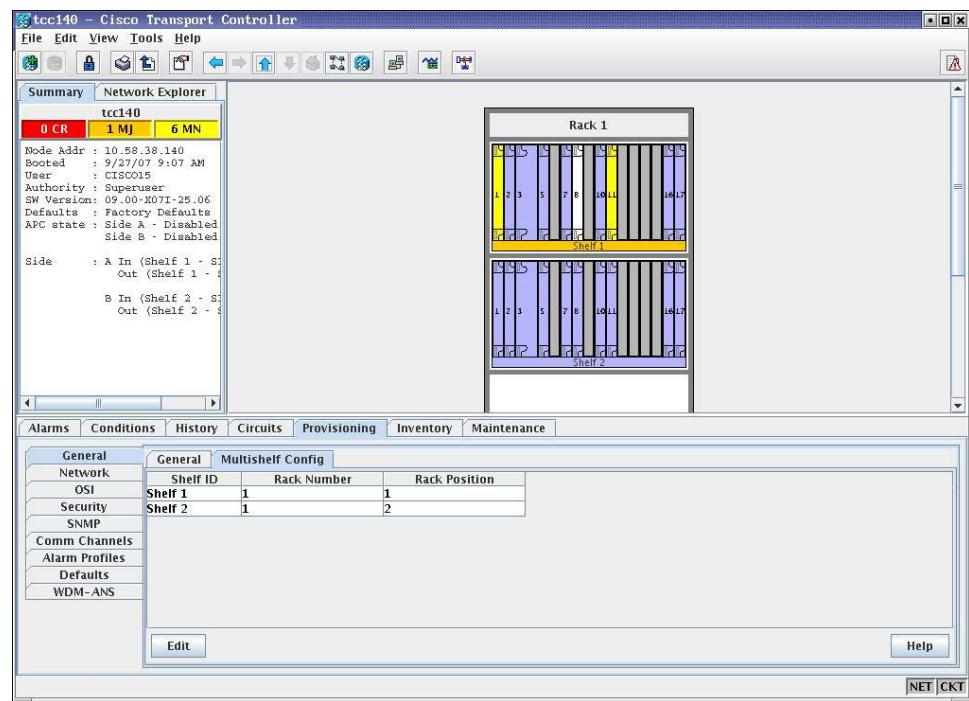 tcc140 - Cisco Transport Controller
File Edit View Tools Help
Summary Network Explorer
tcc140
0 CR 1 MJ 6 MN
Node Addr : 10.58.38.140
Booted : 9/27/07 9:07 AM
User : CISCO15
Authority : Superuser
SW Version: 09.00-X07I-25.06
Defaults : Factory Defaults
APC state : Side A - Disabled
Side B - Disabled
Side : A In (Shelf 1 -
Out (Shelf 1 -
B In (Shelf 2 -
Out (Shelf 2 -
Rack 1
1 2 3 5 7 8 10 11 16 17
Shelf 1
1 2 3 5 7 8 10 11 16 17
Shelf 2
Alarms Conditions History Circuits Provisioning Inventory Maintenance
General
Network
OSI
Security
SNMP
Comm Channels
Alarm Profiles
Defaults
WDM-ANS
General Multishelf Config
Shelf ID Rack Number Rack Position
Shelf 1 1 1
Shelf 2 1 2
Edit Help
NET CKT